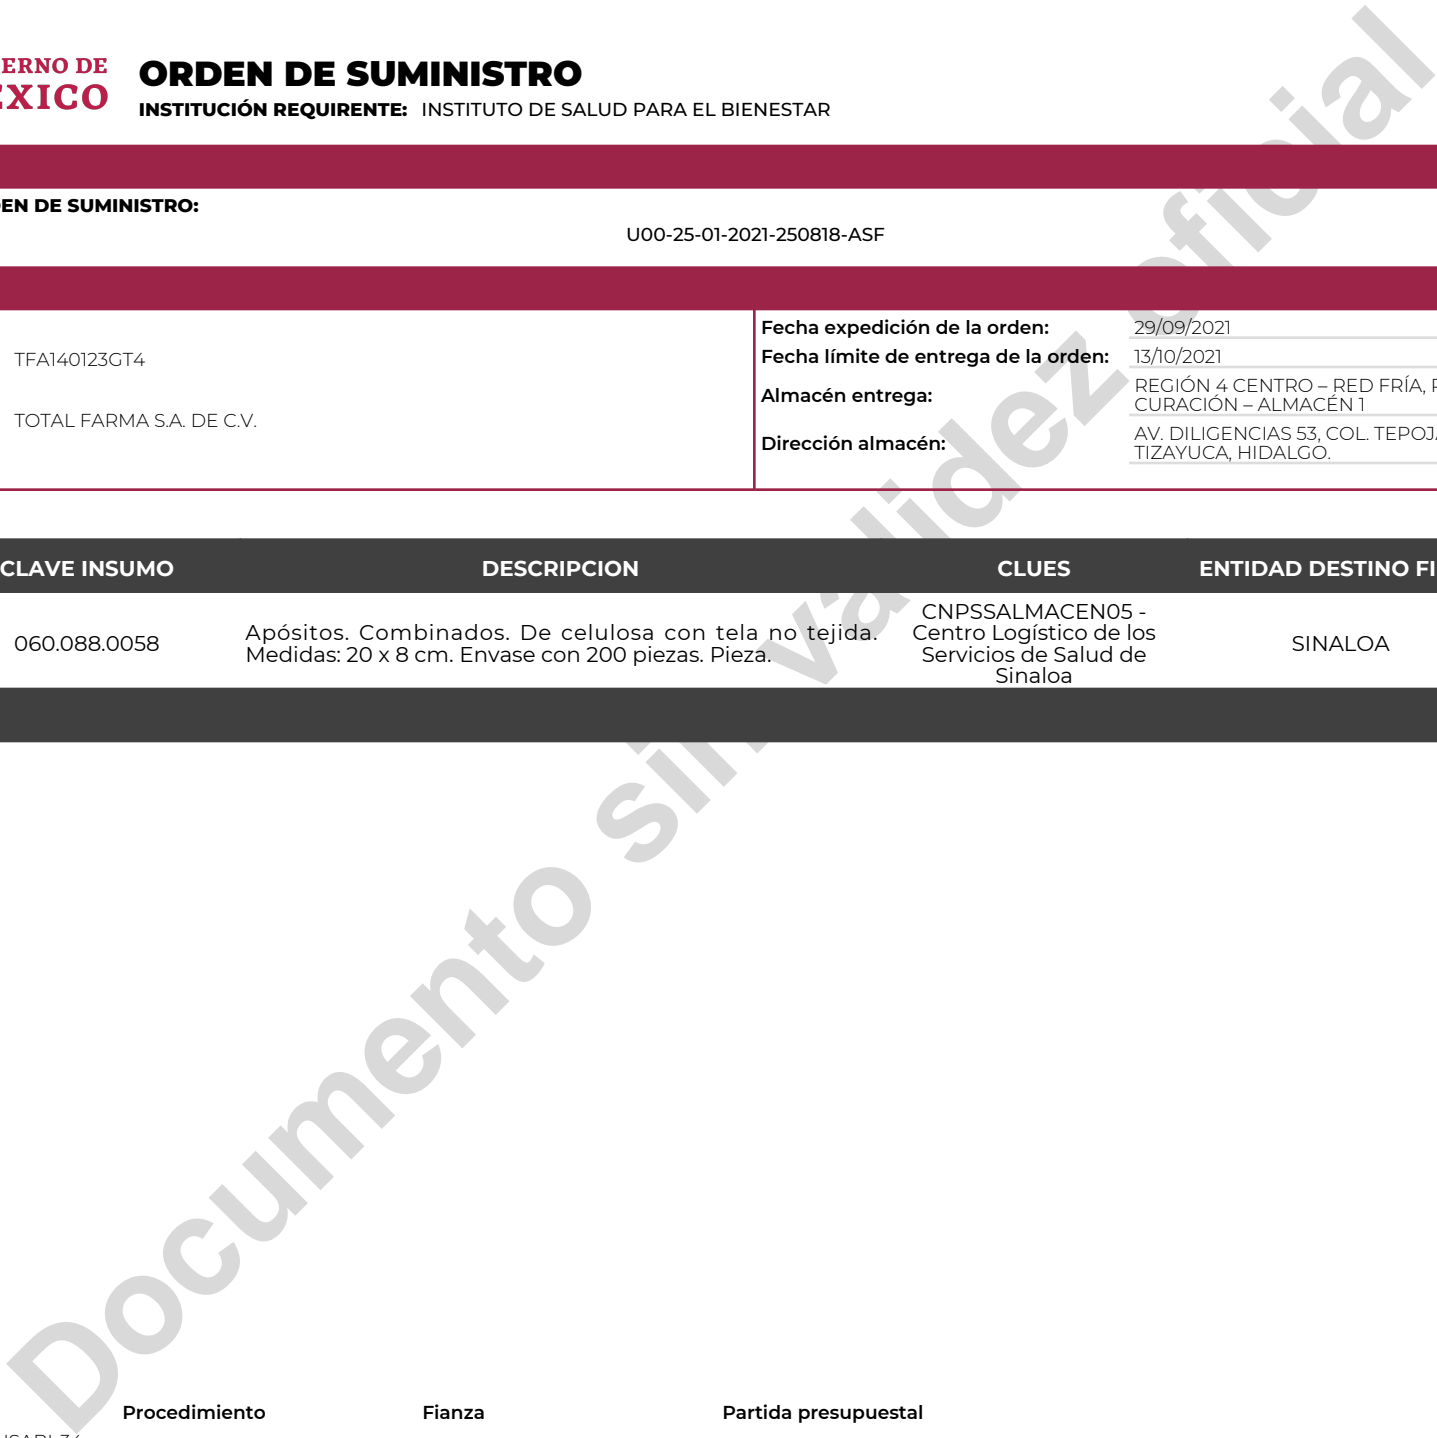 ERNO DE
EXICO
ORDEN DE SUMINISTRO
INSTITUCIÓN REQUIRENTE: INSTITUTO DE SALUD PARA EL BIENESTAR
EN DE SUMINISTRO:
U00-25-01-2021-250818-ASF
TFA140123GT4
TOTAL FARMA S.A. DE C.V.
Fecha expedición de la orden: 29/09/2021
Fecha límite de entrega de la orden: 13/10/2021
Almacén entrega: REGIÓN 4 CENTRO – RED FRÍA,
CURACIÓN – ALMACÉN 1
Dirección almacén: AV. DILIGENCIAS 53, COL. TEPOJ
TIZAYUCA, HIDALGO.
CLAVE INSUMO DESCRIPCION CLUES ENTIDAD DESTINO FI
060.088.0058
Apósitos. Combinados. De celulosa con tela no tejida.
Medidas: 20 x 8 cm. Envase con 200 piezas. Pieza.
CNPSSALMACEN05 -
Centro Logístico de los
Servicios de Salud de
Sinaloa
SINALOA
Documento sin validez oficial
Procedimiento Fianza Partida presupuestal